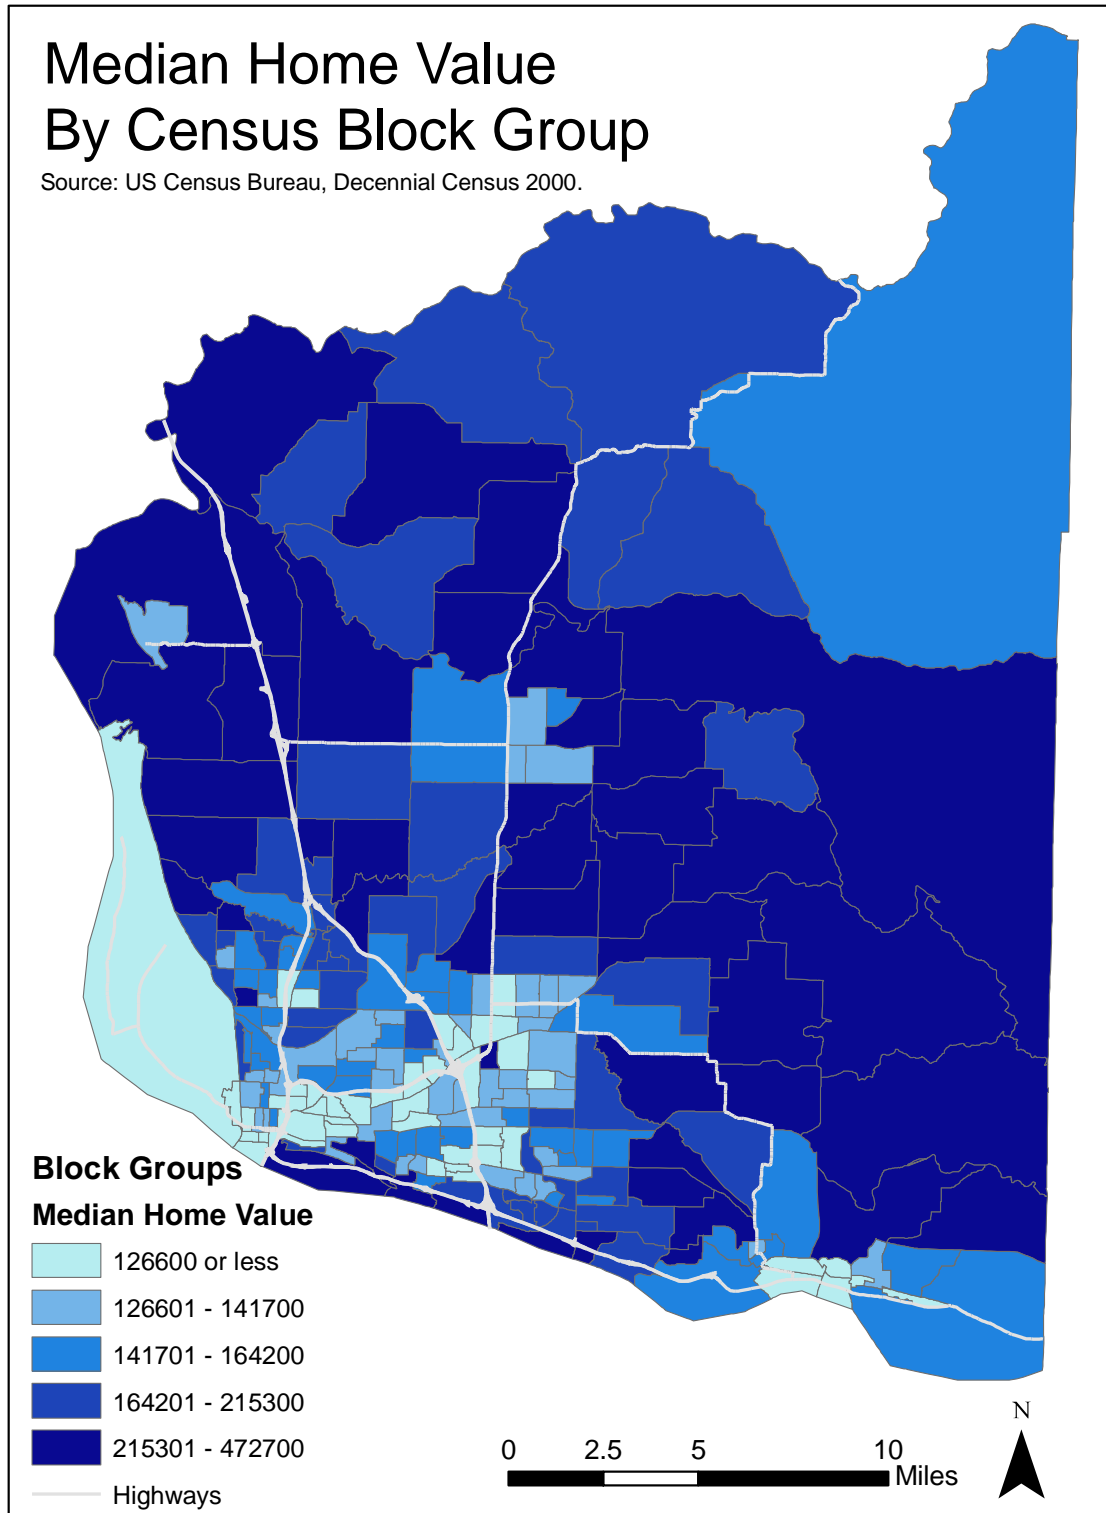 Median Home Value
By Census Block Group
Source: US Census Bureau, Decennial Census 2000.
Block Groups
Median Home Value
126600 or less
126601 - 141700
141701 - 164200
164201 - 215300
215301 - 472700
Highways
0 2.5 5 10
Miles
N